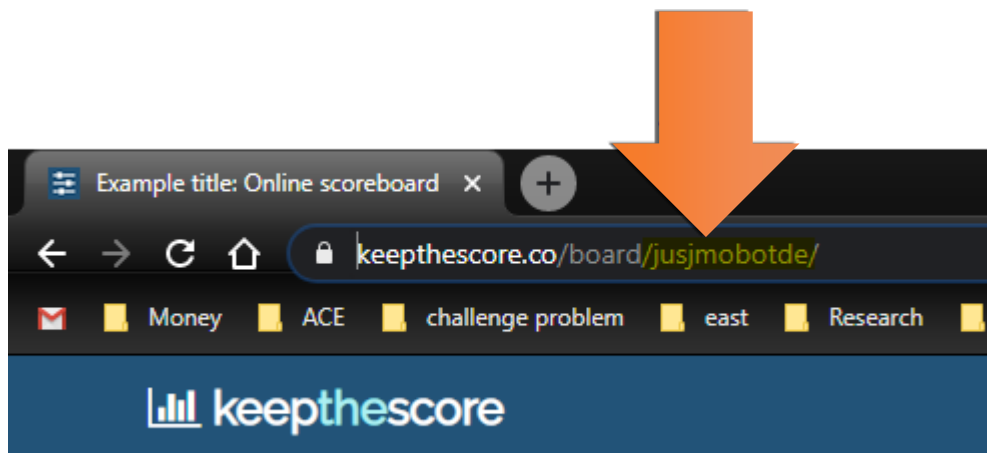 Example title: Online scoreboard
keepthescore.co/board/jusjmobotde/
Money ACE challenge problem east Research
keepthescore